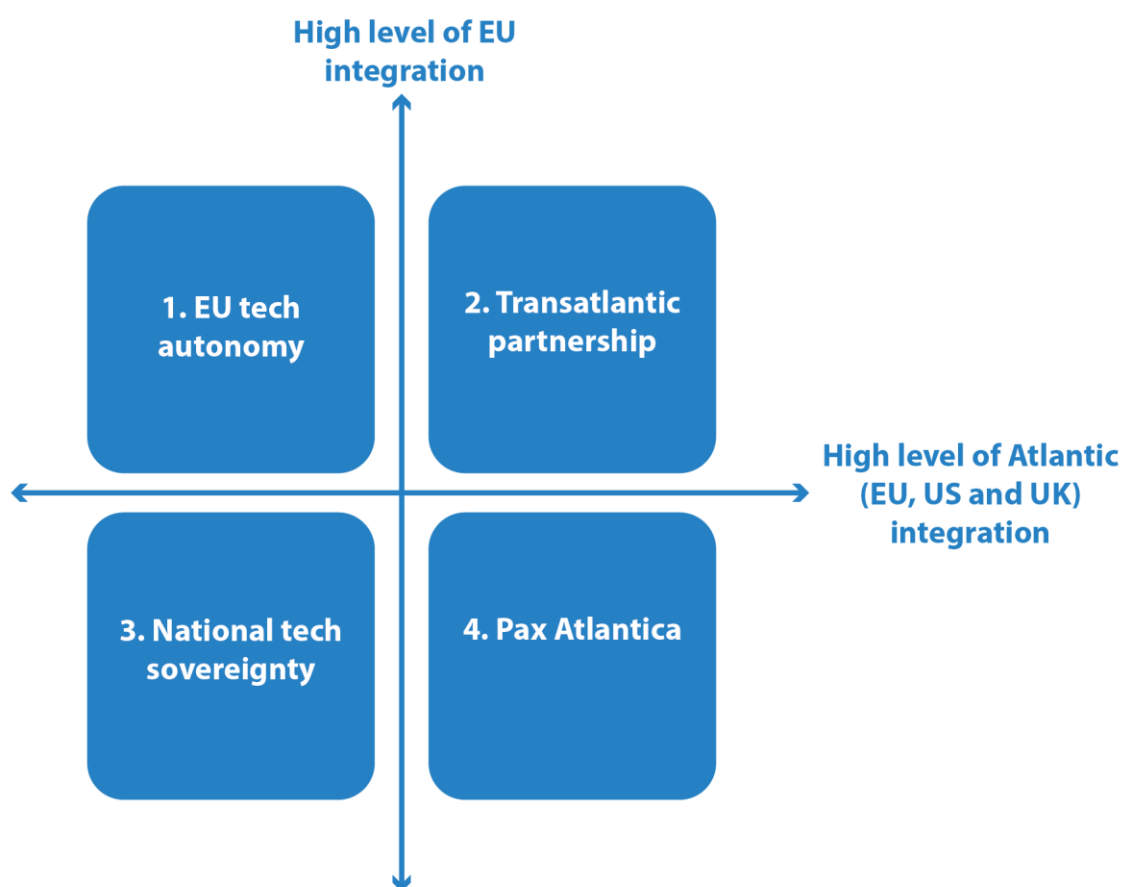 High level of EU
integration
1. EU tech
autonomy
2. Transatlantic
partnership
High level of Atlantic
(EU, US and UK)
integration
3. National tech
sovereignty
4. Pax Atlantica